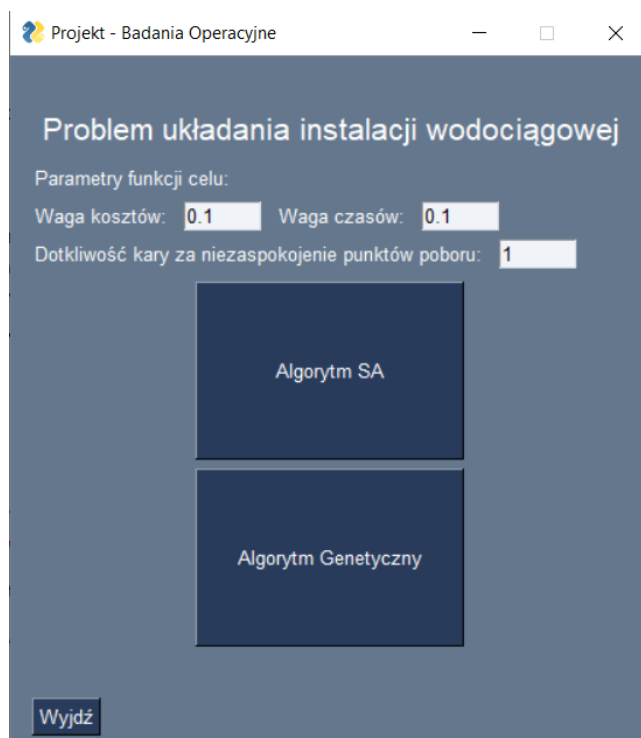 Projekt - Badania Operacyjne
Problem układania instalacji wodociągowej
Parametry funkcji celu:
Waga kosztów: 0.1 Waga czasów: 0.1
Dotkliwość kary za niezaspokojenie punktów poboru: 1
Algorytm SA
Algorytm Genetyczny
Wyjdź